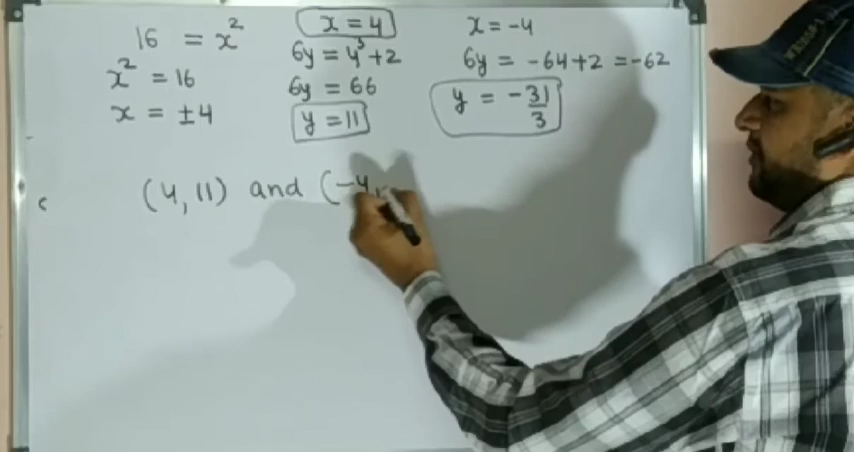 16 = x²
x² = 16
x = ±4
x = 4
6y = 4³+2
6y = 66
y = 11
x = -4
6y = -64+2 = -62
y = -31/3
(4,11) and (-4,